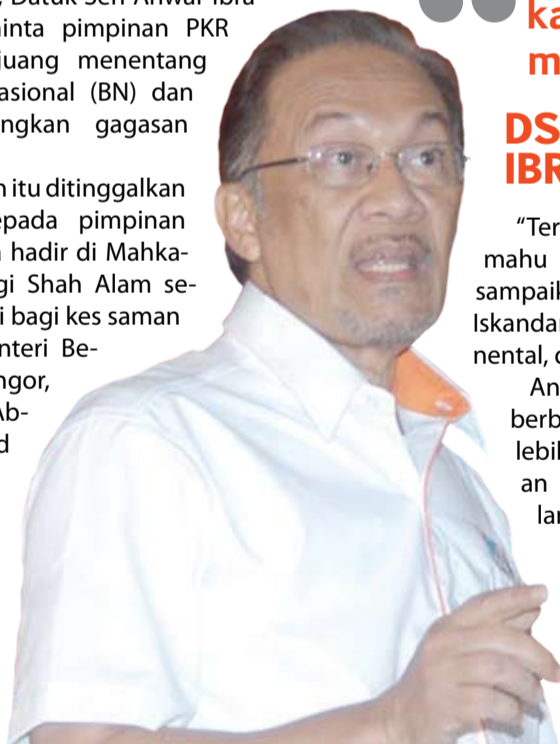 , Datuk Seri Anwar Ibra
inta pimpinan PKR
juang menentang
asional (BN) dan
ngkan gagasan
n itu ditinggalkan
epada pimpinan
hadir di Mahka-
gi Shah Alam se-
i bagi kes saman
nteri Be-
ngor,
Ab-
d
ka
m
DS
IBR
“Ter
mahu
sampaik
Iskandar
nental, d
An
berb
lebih
an
lan